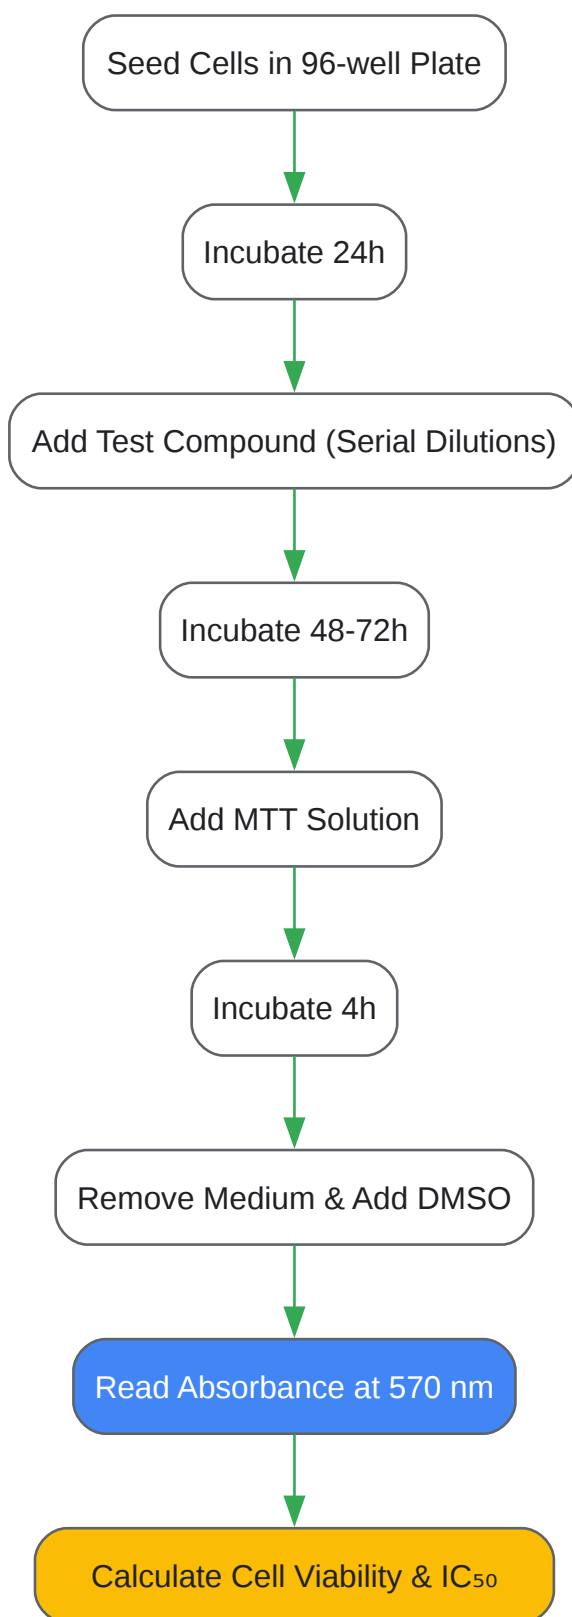 Seed Cells in 96-well Plate
Incubate 24h
Add Test Compound (Serial Dilutions)
Incubate 48-72h
Add MTT Solution
Incubate 4h
Remove Medium & Add DMSO
Read Absorbance at 570 nm
Calculate Cell Viability & IC₅₀